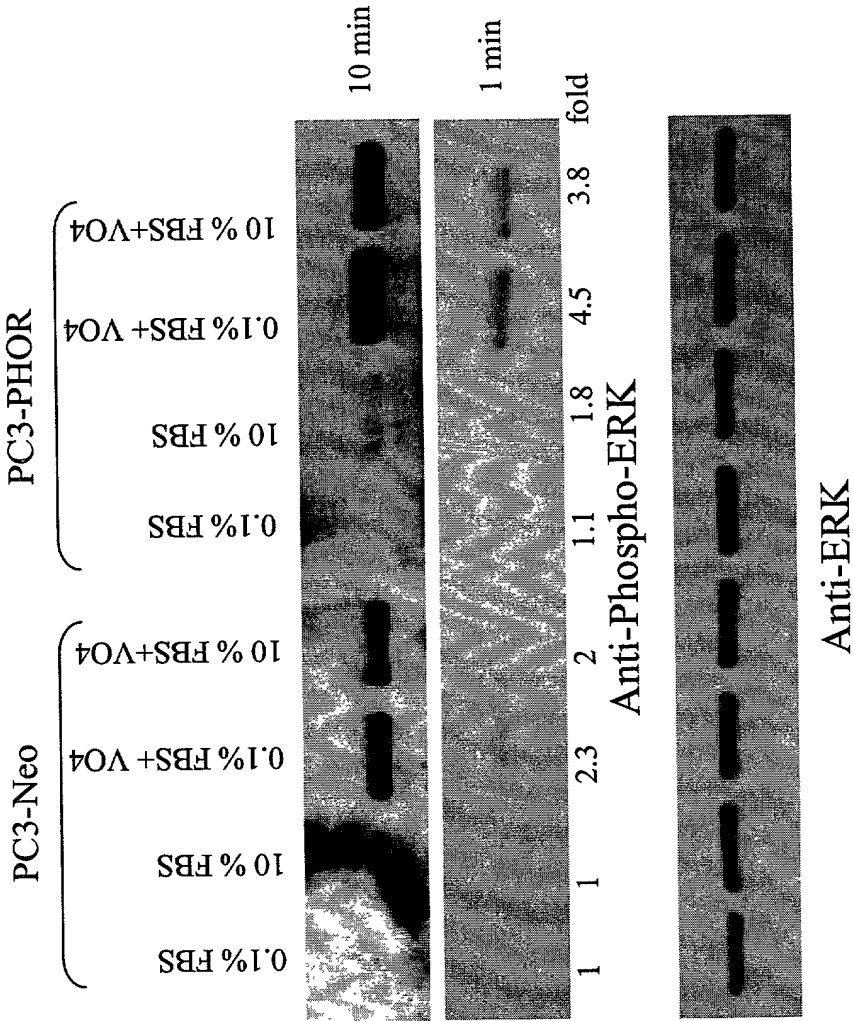 PC3-Neo
PC3-PHOR
0.1% FBS
10 % FBS
0.1% FBS+ VO4
10 % FBS+VO4
0.1% FBS
10 % FBS
0.1% FBS+ VO4
10 % FBS+VO4
10 min
1 min
1 1 2.3 2 1.1 1.8 4.5 3.8 fold
Anti-Phospho-ERK
Anti-ERK